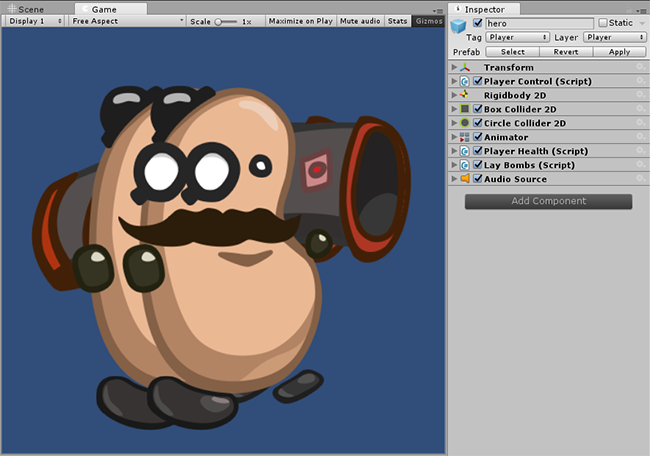 Scene
Game
Display 1
Free Aspect
Scale
1x
Maximize on Play
Mute audio
Stats
Gizmos
Inspector
hero
Static
Tag
Player
Layer
Player
Prefab
Select
Revert
Apply
Transform
Player Control (Script)
Rigidbody 2D
Box Collider 2D
Circle Collider 2D
Animator
Player Health (Script)
Lay Bombs (Script)
Audio Source
Add Component